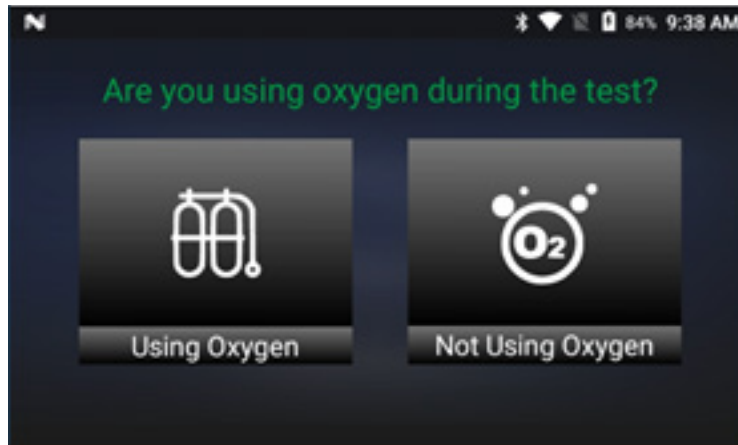 84% 9:38 AM
Are you using oxygen during the test?
O2
Using Oxygen
Not Using Oxygen